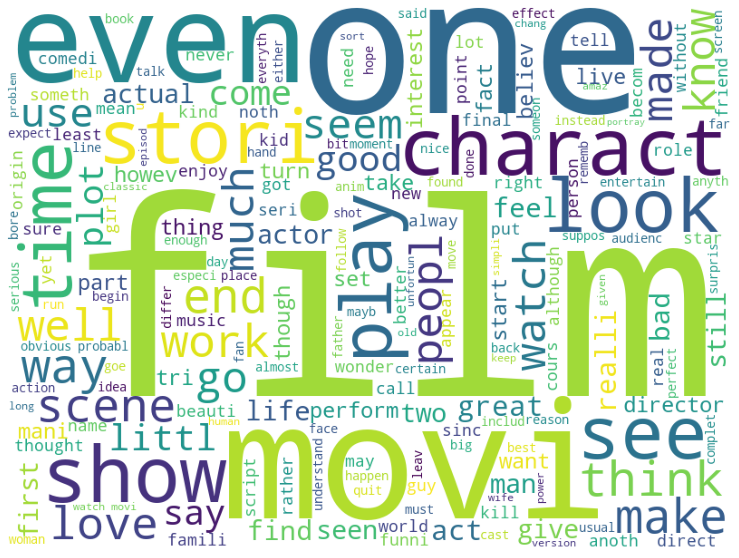 even
one
film
movi
stori
charact
time
look
play
show
see
watch
peopl
scene
way
well
work
end
go
love
littl
say
think
make
made
know
use
come
seem
good
much
plot
actual
comedi
book
never
said
effect
chang
sort
hope
everyth
either
talk
help
problem
u
need
lot
tell
point
fact
interest
believ
live
becom
without
friend
screen
amaz
someon
final
instead
portray
far
someth
mean
kind
noth
least
line
episod
kid
hand
bit
moment
nice
done
role
expect
origin
howev
enjoy
turn
got
take
right
person
rememb
entertain
anyth
classic
anim
found
bore
sure
girl
thing
seri
shot
new
alway
feel
put
suppos
audienc
star
actor
set
better
follow
move
simpli
enough
day
especi
place
serious
yet
part
begin
differ
music
though
father
mayb
unfortun
appear
start
although
surpris
still
bad
real
realli
given
run
obvious
probabl
tri
fan
almost
wonder
old
certain
back
keep
cours
perfect
action
idea
goe
beauti
call
long
human
life
perform
two
great
director
complet
mani
name
thought
sinc
includ
reason
want
man
first
script
rather
may
face
understand
big
best
guy
happen
leav
quit
watch movi
woman
famili
find
seen
world
funni
must
act
cast
wife
kill
power
version
give
usual
anoth
direct